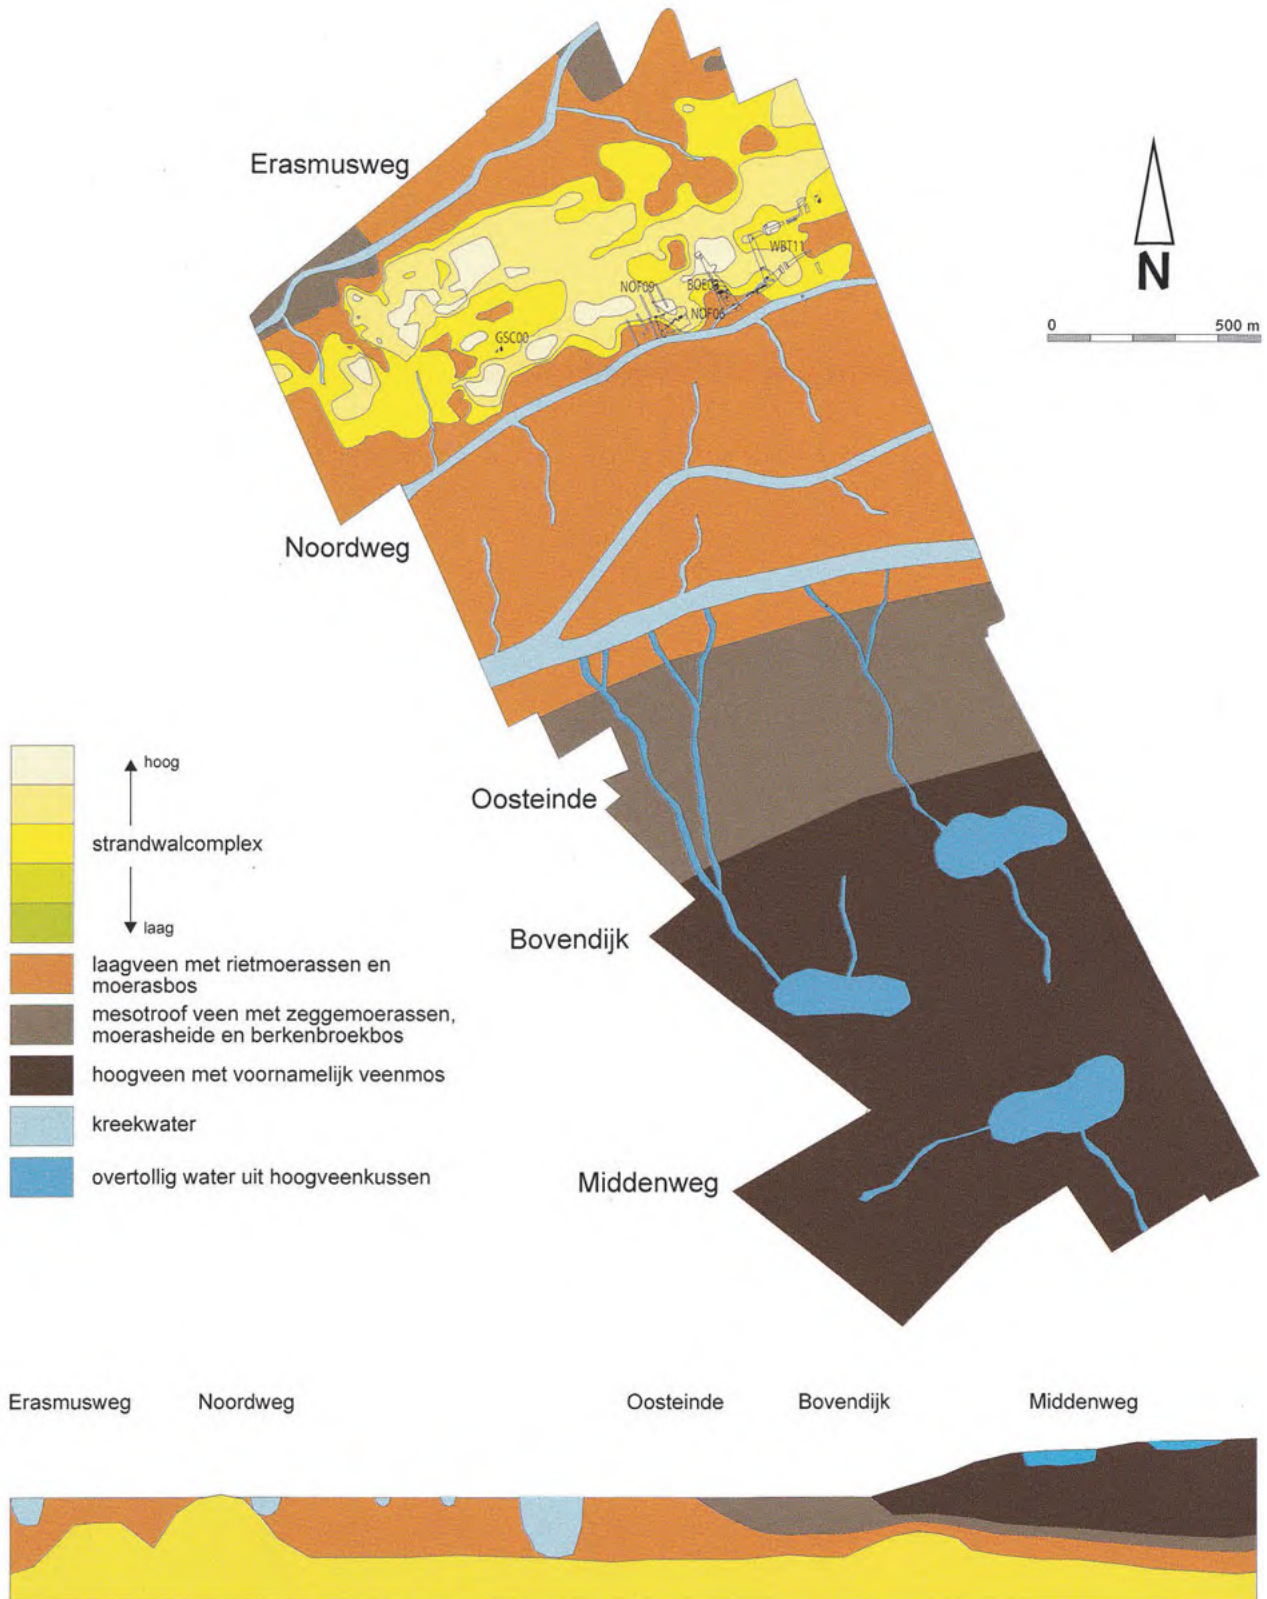 Erasmusweg
N
0 500 m
WBT11
NOF09
BOE09
NOF06
GSC00
Noordweg
hoog
strandwalcomplex
laag
laagveen met rietmoerassen en
moerasbos
mesotroof veen met zeggemoerassen,
moerasheide en berkenbroekbos
hoogveen met voornamelijk veenmos
kreekwater
overtollig water uit hoogveenkussen
Oosteinde
Bovendijk
Middenweg
Erasmusweg Noordweg Oosteinde Bovendijk Middenweg